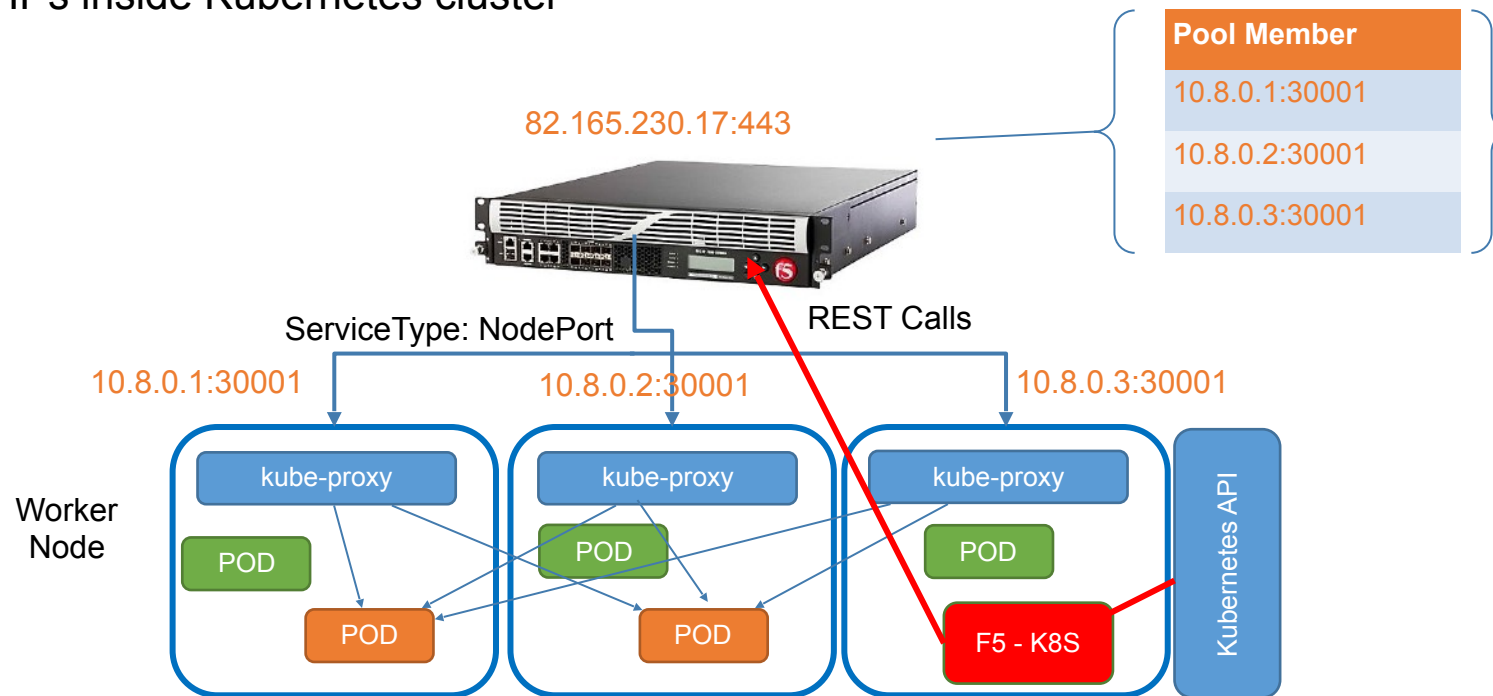 IP's inside Kubernetes cluster
Pool Member
10.8.0.1:30001
10.8.0.2:30001
10.8.0.3:30001
82.165.230.17:443
f5
ServiceType: NodePort
REST Calls
10.8.0.1:30001
10.8.0.2:30001
10.8.0.3:30001
kube-proxy
kube-proxy
kube-proxy
Worker
Node
POD
POD
POD
POD
POD
F5 - K8S
Kubernetes API